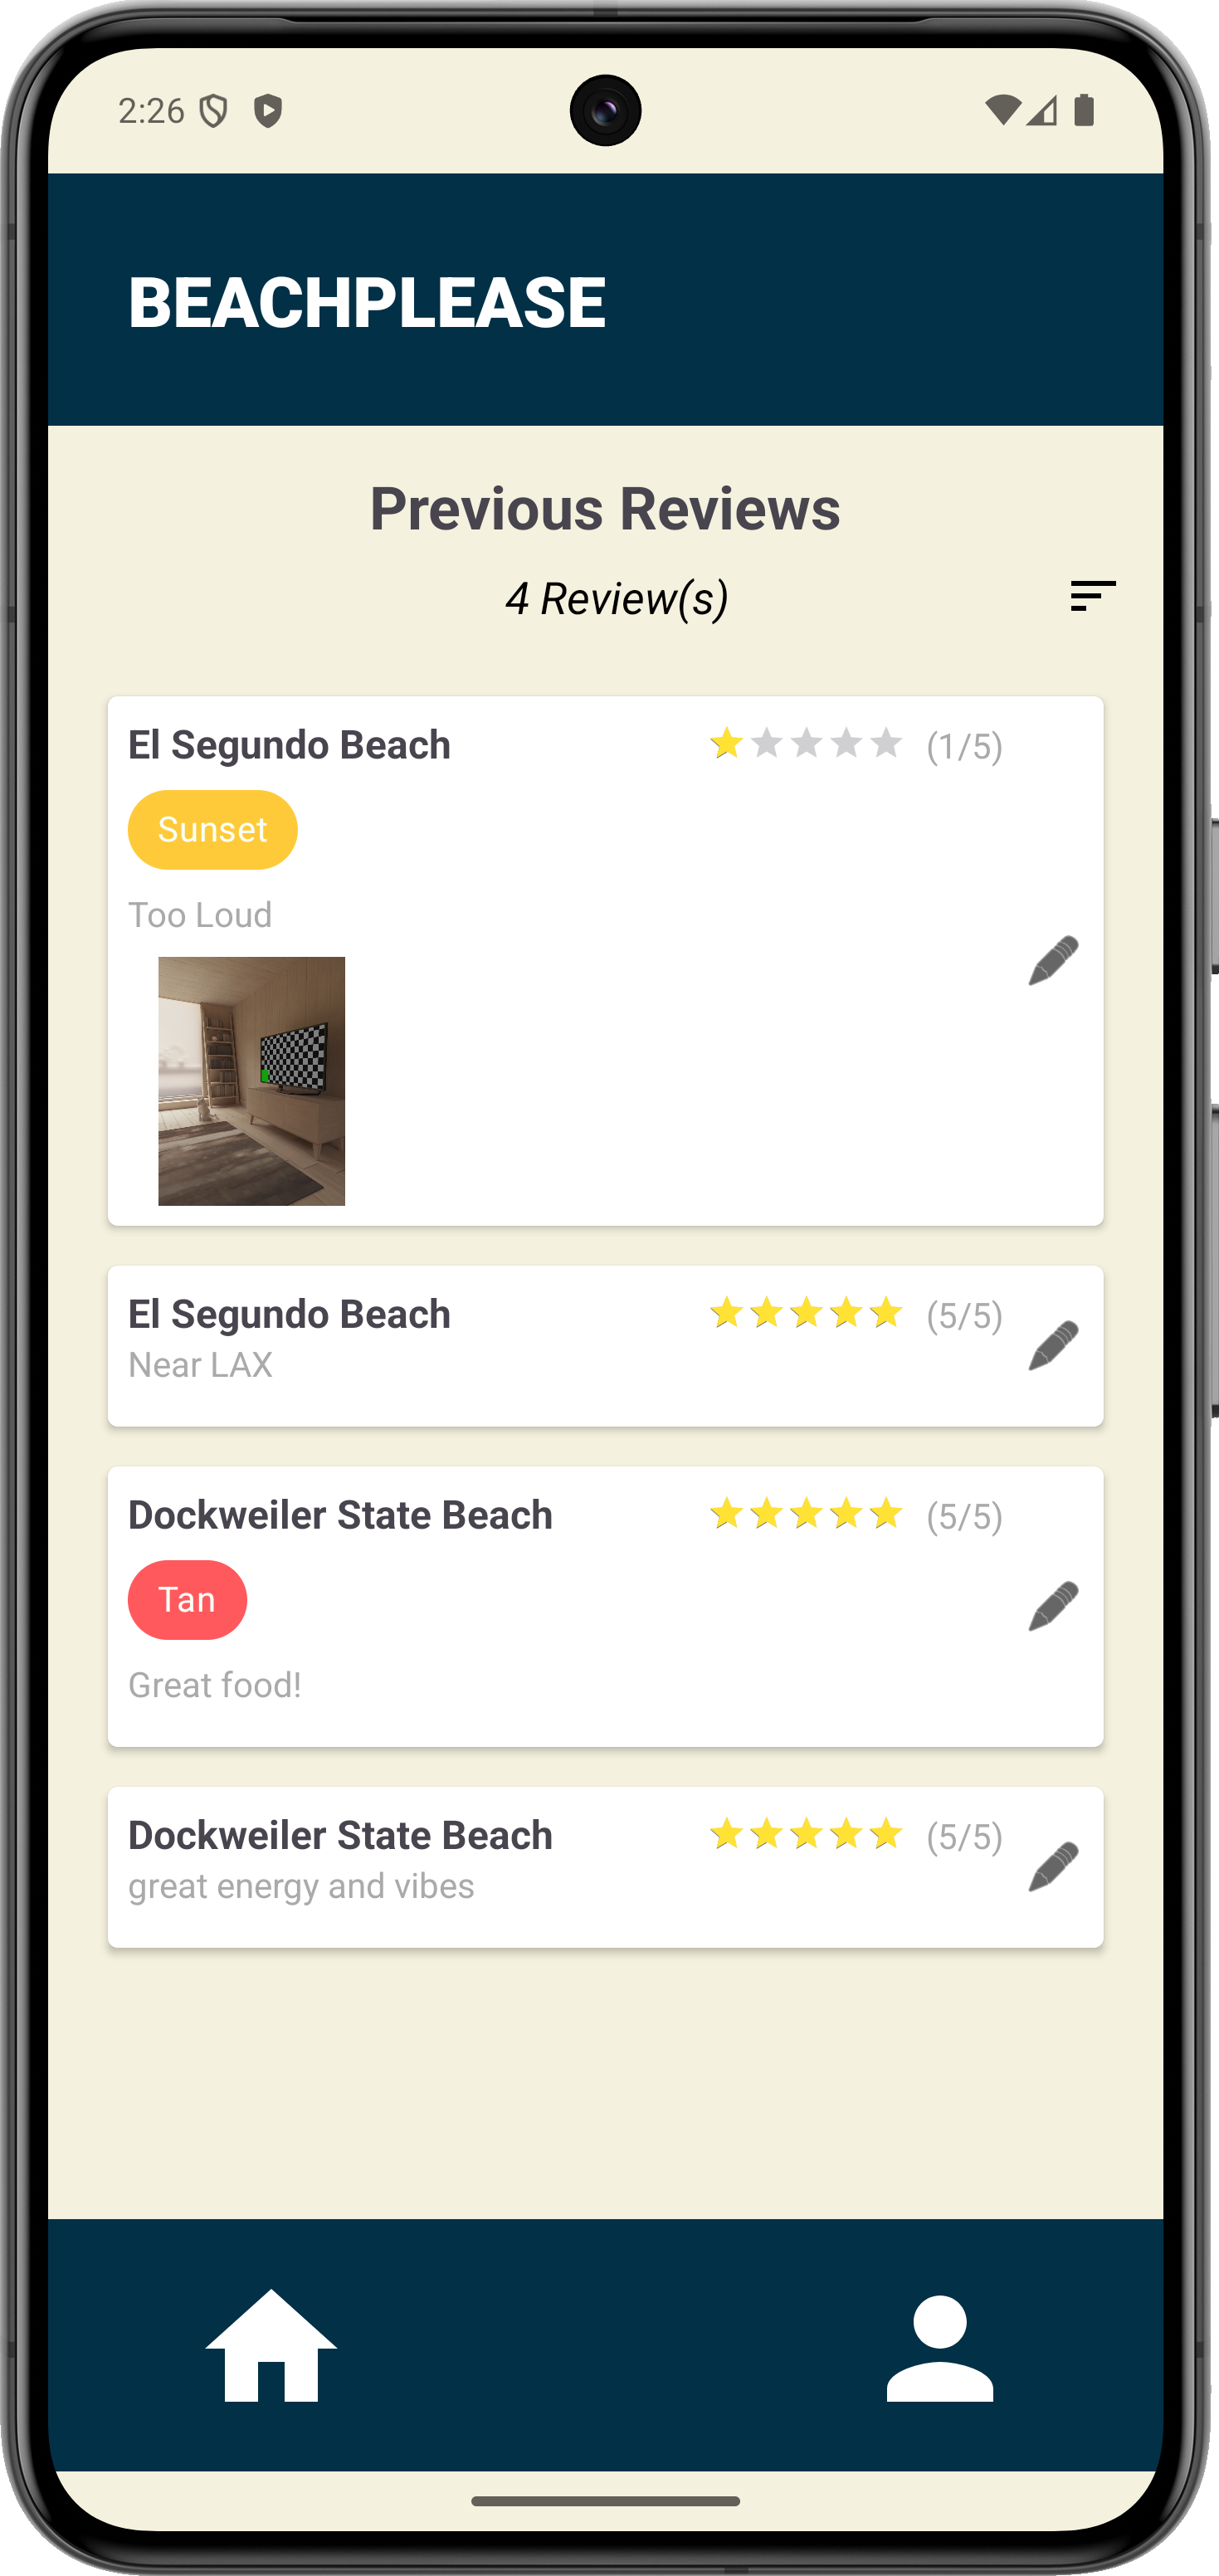 2:26
BEACHPLEASE
Previous Reviews
4 Review(s)
El Segundo Beach (1/5)
Sunset
Too Loud
El Segundo Beach (5/5)
Near LAX
Dockweiler State Beach (5/5)
Tan
Great food!
Dockweiler State Beach (5/5)
great energy and vibes